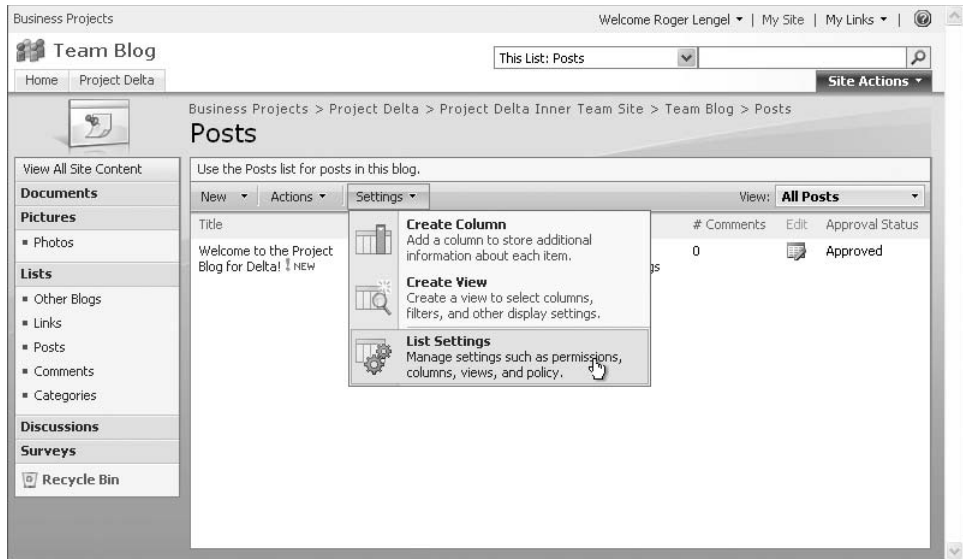 Business Projects
Welcome Roger Lengel
My Site
My Links
Team Blog
This List: Posts
Home
Project Delta
Site Actions
Business Projects > Project Delta > Project Delta Inner Team Site > Team Blog > Posts
Posts
View All Site Content
Documents
Pictures
Photos
Lists
Other Blogs
Links
Posts
Comments
Categories
Discussions
Surveys
Recycle Bin
Use the Posts list for posts in this blog.
New
Actions
Settings
View: All Posts
Title
# Comments
Edit
Approval Status
Welcome to the Project
Blog for Delta! ! NEW
0
Approved
Create Column
Add a column to store additional
information about each item.
Create View
Create a view to select columns,
filters, and other display settings.
List Settings
Manage settings such as permissions,
columns, views, and policy.